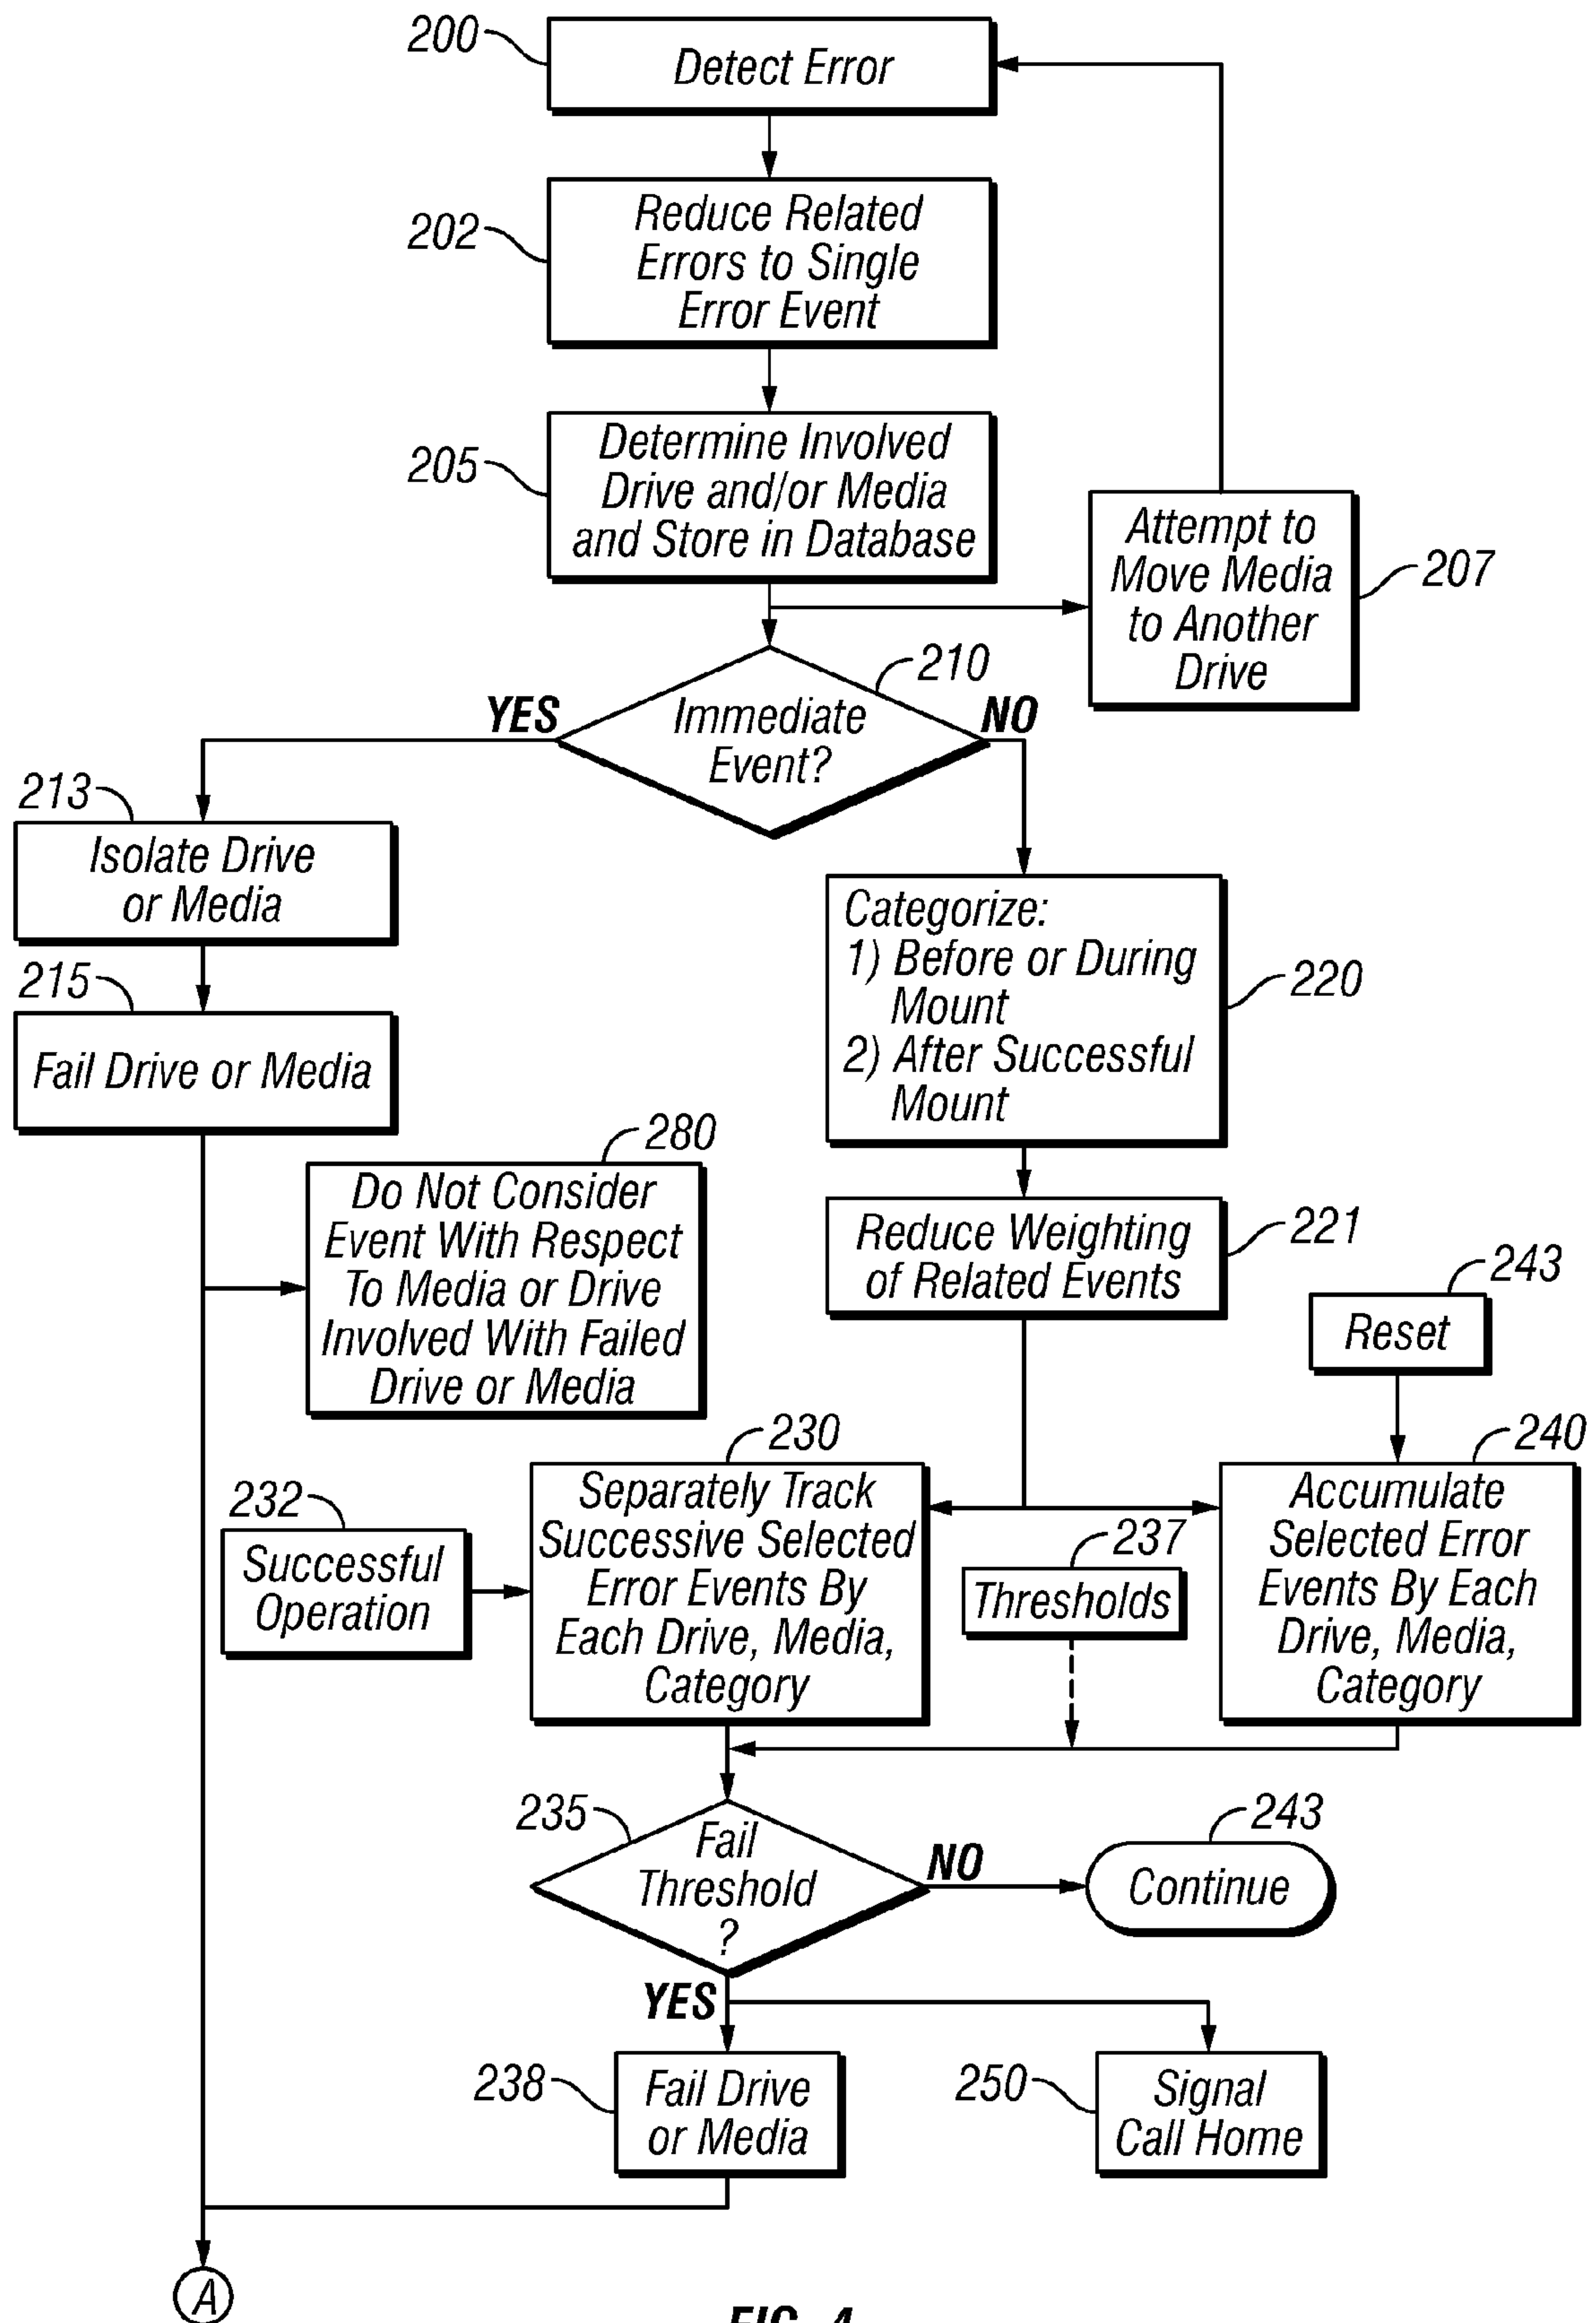 200
Detect Error
202
Reduce Related
Errors to Single
Error Event
205
Determine Involved
Drive and/or Media
and Store in Database
Attempt to
Move Media
to Another
Drive
207
210
YES
Immediate
Event?
NO
213
Isolate Drive
or Media
215
Fail Drive or Media
Categorize:
1) Before or During
Mount
2) After Successful
Mount
220
280
Do Not Consider
Event With Respect
To Media or Drive
Involved With Failed
Drive or Media
Reduce Weighting
of Related Events
221
243
Reset
230
Separately Track
Successive Selected
Error Events By
Each Drive, Media,
Category
232
Successful
Operation
237
Thresholds
240
Accumulate
Selected Error
Events By Each
Drive, Media,
Category
235
Fail
Threshold
?
NO
243
Continue
YES
238
Fail Drive
or Media
250
Signal
Call Home
A
FIG. 4